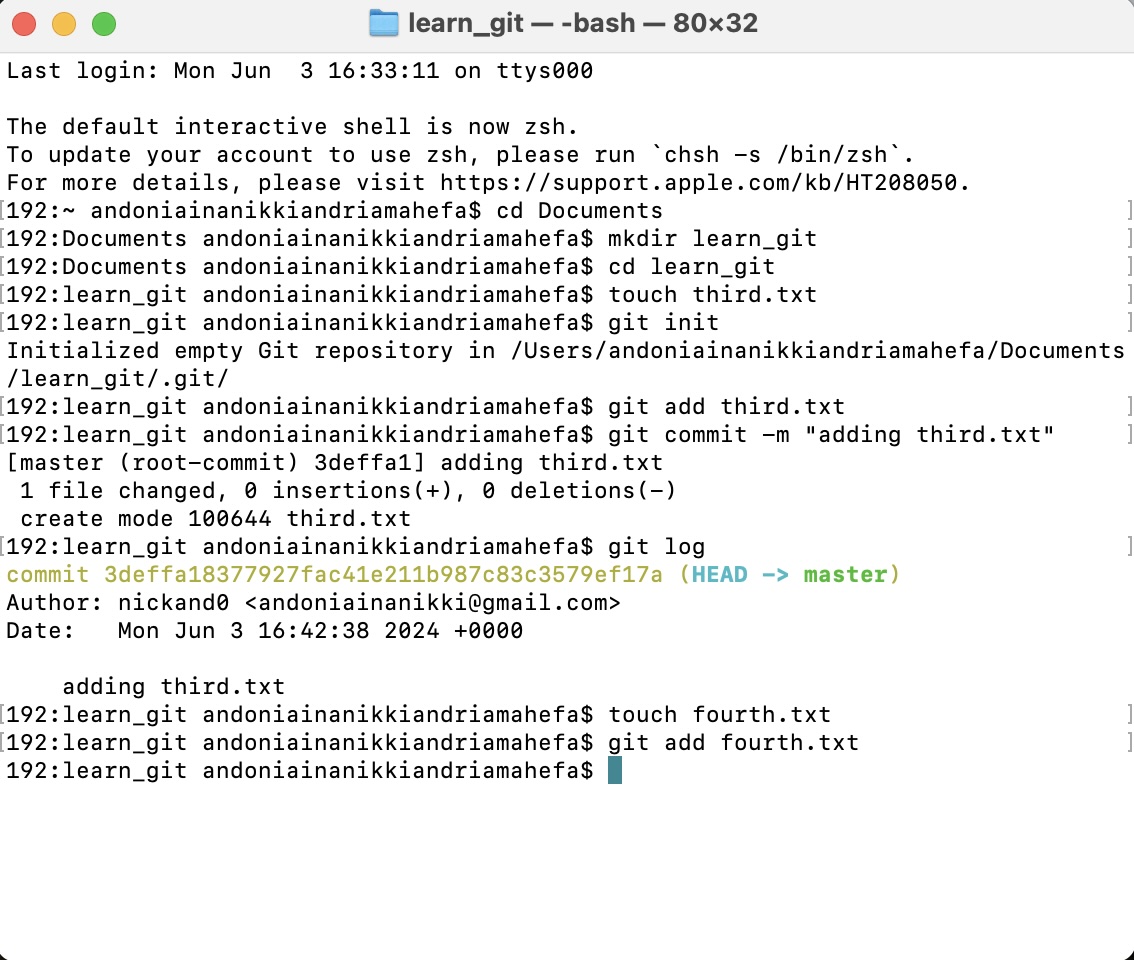 learn_git — -bash — 80×32
Last login: Mon Jun  3 16:33:11 on ttys000
The default interactive shell is now zsh.
To update your account to use zsh, please run `chsh -s /bin/zsh`.
For more details, please visit https://support.apple.com/kb/HT208050.
[192:~ andoniainanikkiandriamahefa$ cd Documents ]
[192:Documents andoniainanikkiandriamahefa$ mkdir learn_git ]
[192:Documents andoniainanikkiandriamahefa$ cd learn_git ]
[192:learn_git andoniainanikkiandriamahefa$ touch third.txt ]
[192:learn_git andoniainanikkiandriamahefa$ git init ]
Initialized empty Git repository in /Users/andoniainanikkiandriamahefa/Documents
/learn_git/.git/
[192:learn_git andoniainanikkiandriamahefa$ git add third.txt ]
[192:learn_git andoniainanikkiandriamahefa$ git commit -m "adding third.txt" ]
[master (root-commit) 3deffa1] adding third.txt
 1 file changed, 0 insertions(+), 0 deletions(-)
 create mode 100644 third.txt
[192:learn_git andoniainanikkiandriamahefa$ git log ]
commit 3deffa18377927fac41e211b987c83c3579ef17a (HEAD -> master)
Author: nickand0 <andoniainanikki@gmail.com>
Date:   Mon Jun 3 16:42:38 2024 +0000
    adding third.txt
[192:learn_git andoniainanikkiandriamahefa$ touch fourth.txt ]
[192:learn_git andoniainanikkiandriamahefa$ git add fourth.txt ]
192:learn_git andoniainanikkiandriamahefa$